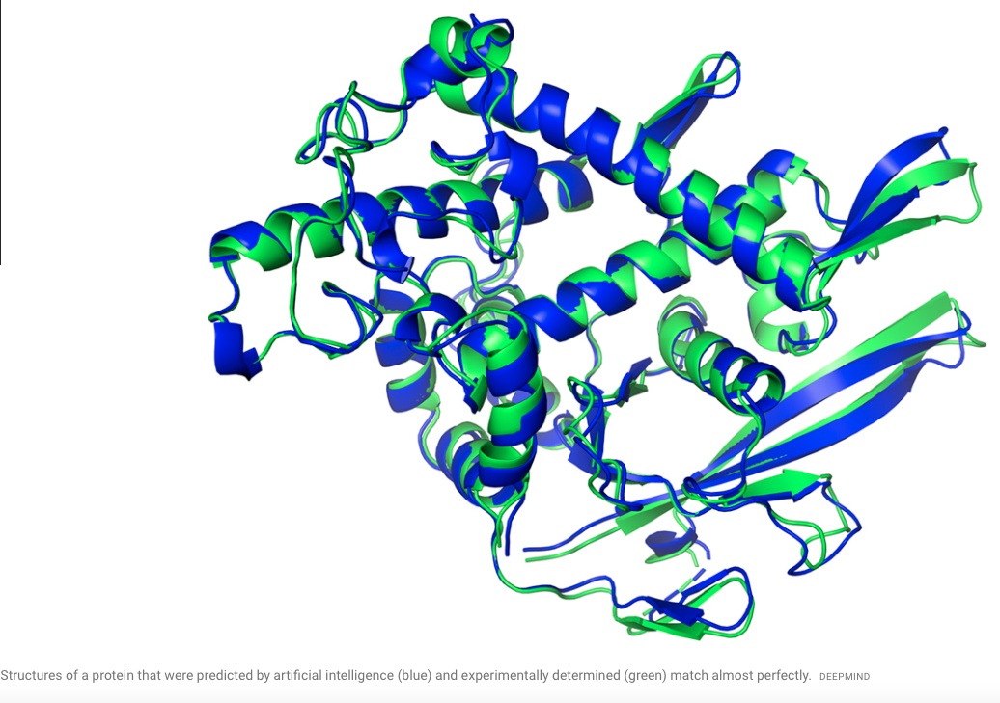 Structures of a protein that were predicted by artificial intelligence (blue) and experimentally determined (green) match almost perfectly. DEEPMIND